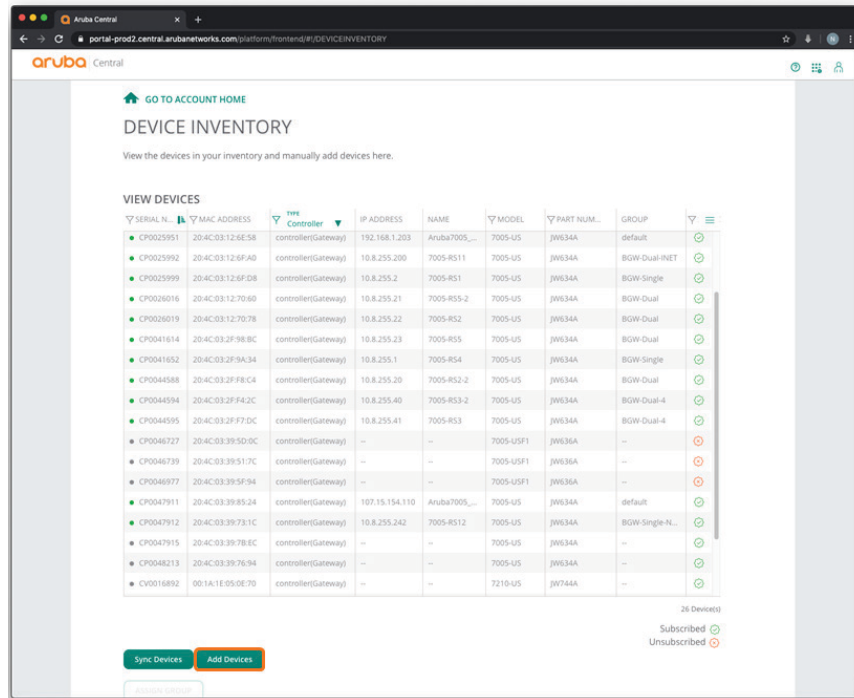 Aruba Central
portal-prod2.central.arubanetworks.com/platform/frontend/#!/DEVICEINVENTORY
aruba Central
GO TO ACCOUNT HOME
DEVICE INVENTORY
View the devices in your inventory and manually add devices here.
VIEW DEVICES
SERIAL N... MAC ADDRESS TYPE Controller IP ADDRESS NAME MODEL PART NUM... GROUP
CP0025951 20:4C:03:12:6E:58 controller(Gateway) 192.168.1.203 Aruba7005_... 7005-US JW634A default
CP0025992 20:4C:03:12:6F:A0 controller(Gateway) 10.8.255.200 7005-RS11 7005-US JW634A BGW-Dual-INET
CP0025999 20:4C:03:12:6F:D8 controller(Gateway) 10.8.255.2 7005-RS1 7005-US JW634A BGW-Single
CP0026016 20:4C:03:12:70:60 controller(Gateway) 10.8.255.21 7005-RS5-2 7005-US JW634A BGW-Dual
CP0026019 20:4C:03:12:70:78 controller(Gateway) 10.8.255.22 7005-RS2 7005-US JW634A BGW-Dual
CP0041614 20:4C:03:2F:98:BC controller(Gateway) 10.8.255.23 7005-RS5 7005-US JW634A BGW-Dual
CP0041652 20:4C:03:2F:9A:34 controller(Gateway) 10.8.255.1 7005-RS4 7005-US JW634A BGW-Single
CP0044588 20:4C:03:2F:F8:C4 controller(Gateway) 10.8.255.20 7005-RS2-2 7005-US JW634A BGW-Dual
CP0044594 20:4C:03:2F:F4:2C controller(Gateway) 10.8.255.40 7005-RS3-2 7005-US JW634A BGW-Dual-4
CP0044595 20:4C:03:2F:F7:DC controller(Gateway) 10.8.255.41 7005-RS3 7005-US JW634A BGW-Dual-4
CP0046727 20:4C:03:39:5D:0C controller(Gateway) -- -- 7005-USF1 JW636A --
CP0046739 20:4C:03:39:51:7C controller(Gateway) -- -- 7005-USF1 JW636A --
CP0046977 20:4C:03:39:5F:94 controller(Gateway) -- -- 7005-USF1 JW636A --
CP0047911 20:4C:03:39:85:24 controller(Gateway) 107.15.154.110 Aruba7005_... 7005-US JW634A default
CP0047912 20:4C:03:39:73:1C controller(Gateway) 10.8.255.242 7005-RS12 7005-US JW634A BGW-Single-N...
CP0047915 20:4C:03:39:7B:EC controller(Gateway) -- -- 7005-US JW634A --
CP0048213 20:4C:03:39:76:94 controller(Gateway) -- -- 7005-US JW634A --
CV0016892 00:1A:1E:05:0E:70 controller(Gateway) -- -- 7210-US JW744A --
26 Device(s)
Subscribed
Unsubscribed
Sync Devices Add Devices
ASSIGN GROUP